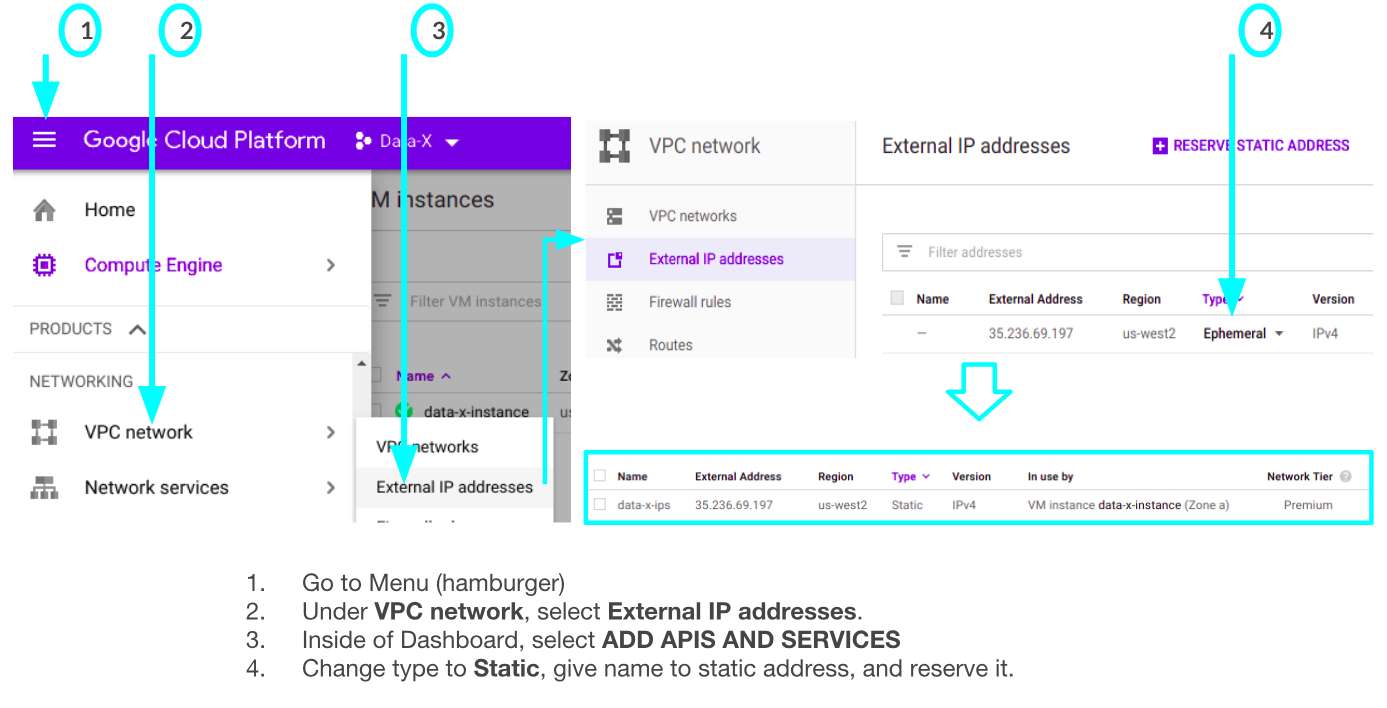 1
2
3
4
Google Cloud Platform
Data-X
Home
Compute Engine
PRODUCTS
NETWORKING
VPC network
Network services
M instances
Filter VM instances
Name
data-x-instance
us
VPC networks
External IP addresses
VPC network
VPC networks
External IP addresses
Firewall rules
Routes
External IP addresses
RESERVE STATIC ADDRESS
Filter addresses
Name External Address Region Type Version
– 35.236.69.197 us-west2 Ephemeral IPv4
Name External Address Region Type Version In use by Network Tier
data-x-ips 35.236.69.197 us-west2 Static IPv4 VM instance data-x-instance (Zone a) Premium
1. Go to Menu (hamburger)
2. Under VPC network, select External IP addresses.
3. Inside of Dashboard, select ADD APIS AND SERVICES
4. Change type to Static, give name to static address, and reserve it.